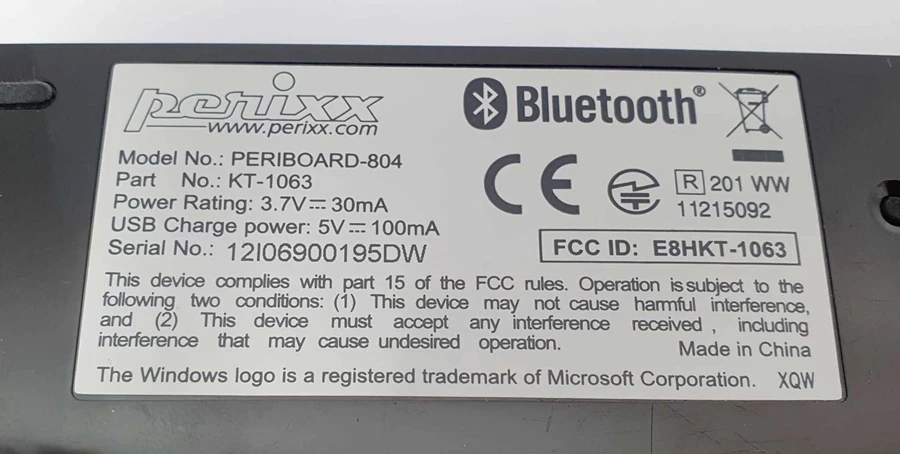 perixx
www.perixx.com
Bluetooth®
Model No.: PERIBOARD-804
Part No.: KT-1063
Power Rating: 3.7V⎓30mA
USB Charge power: 5V⎓100mA
Serial No.: 12I06900195DW
CE
R 201 WW
11215092
FCC ID: E8HKT-1063
This device complies with part 15 of the FCC rules. Operation is subject to the
following two conditions: (1) This device may not cause harmful interference,
and (2) This device must accept any interference received , including
interference that may cause undesired operation.
Made in China
The Windows logo is a registered trademark of Microsoft Corporation. XQW